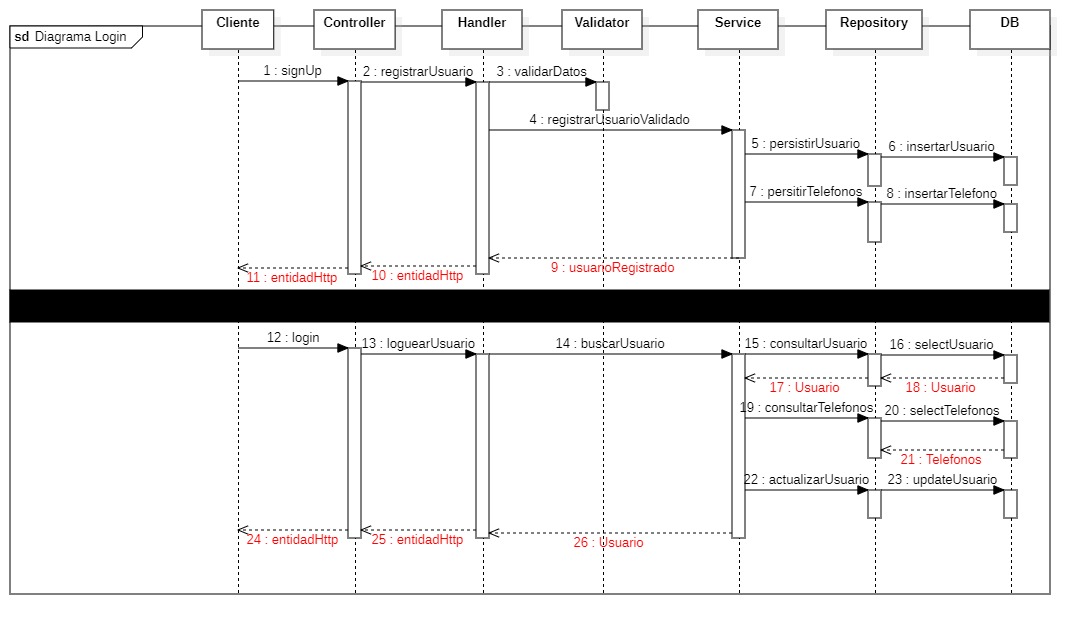 Cliente
Controller
Handler
Validator
Service
Repository
DB
sd Diagrama Login
1 : signUp
2 : registrarUsuario
3 : validarDatos
4 : registrarUsuarioValidado
5 : persistirUsuario
6 : insertarUsuario
7 : persitirTelefonos
8 : insertarTelefono
9 : usuarioRegistrado
10 : entidadHttp
11 : entidadHttp
12 : login
13 : loguearUsuario
14 : buscarUsuario
15 : consultarUsuario
16 : selectUsuario
17 : Usuario
18 : Usuario
19 : consultarTelefonos
20 : selectTelefonos
21 : Telefonos
22 : actualizarUsuario
23 : updateUsuario
24 : entidadHttp
25 : entidadHttp
26 : Usuario